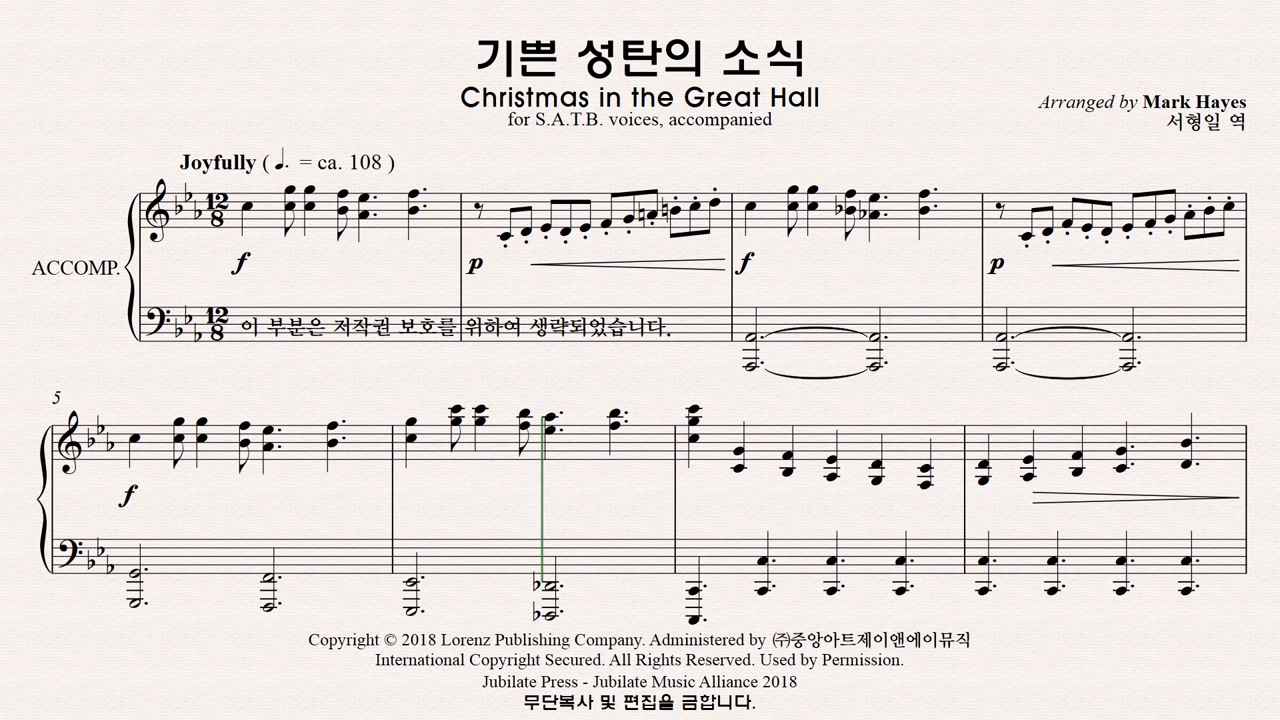 기쁜 성탄의 소식
Christmas in the Great Hall
for S.A.T.B. voices, accompanied
Arranged by Mark Hayes
서형일 역
Joyfully ( ♩. = ca. 108 )
ACCOMP.
12 8
f
p
f
p
12 8
이 부분은 저작권 보호를 위하여 생략되었습니다.
5
f
Copyright © 2018 Lorenz Publishing Company. Administered by ㈜중앙아트제이앤에이뮤직
International Copyright Secured. All Rights Reserved. Used by Permission.
Jubilate Press - Jubilate Music Alliance 2018
무단복사 및 편집을 금합니다.